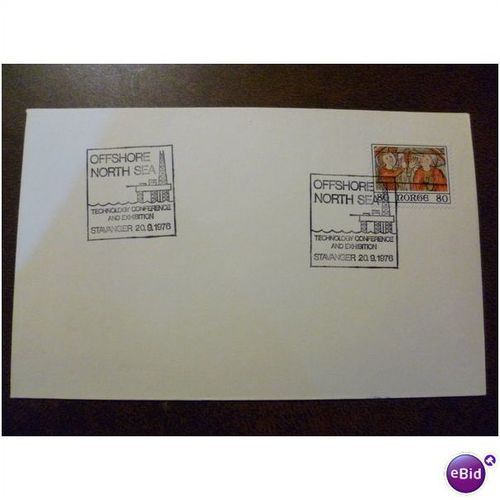 OFFSHORE
NORTH SEA
TECHNOLOGY CONFERENCE
AND EXHIBITION
STAVANGER 20.9.1976
80 NORGE 80
OFFSHORE
NORTH SEA
TECHNOLOGY CONFERENCE
AND EXHIBITION
STAVANGER 20.9.1976
eBid